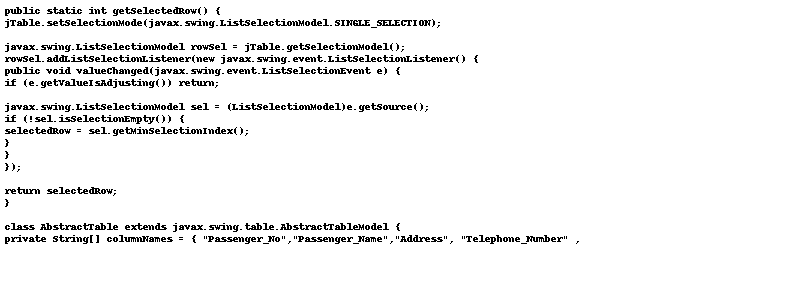 public static int getSelectedRow() {
jTable.setSelectionMode(javax.swing.ListSelectionModel.SINGLE_SELECTION);
javax.swing.ListSelectionModel rowSel = jTable.getSelectionModel();
rowSel.addListSelectionListener(new javax.swing.event.ListSelectionListener() {
public void valueChanged(javax.swing.event.ListSelectionEvent e) {
if (e.getValueIsAdjusting()) return;
javax.swing.ListSelectionModel sel = (ListSelectionModel)e.getSource();
if (!sel.isSelectionEmpty()) {
selectedRow = sel.getMinSelectionIndex();
}
}
});
return selectedRow;
}
class AbstractTable extends javax.swing.table.AbstractTableModel {
private String[] columnNames = { "Passenger_No","Passenger_Name","Address", "Telephone_Number" ,